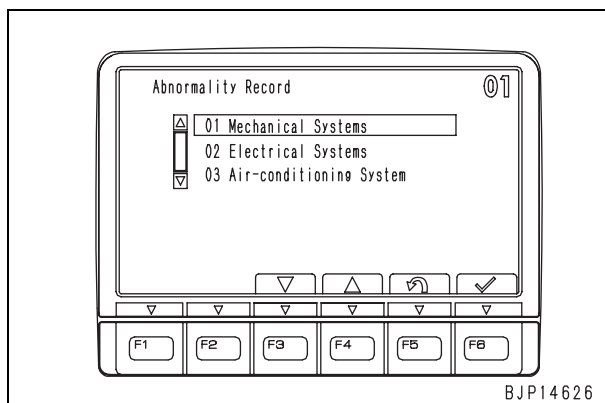 Abnormality Record 01
01 Mechanical Systems
02 Electrical Systems
03 Air-conditioning System
F1 F2 F3 F4 F5 F6
BJP14626